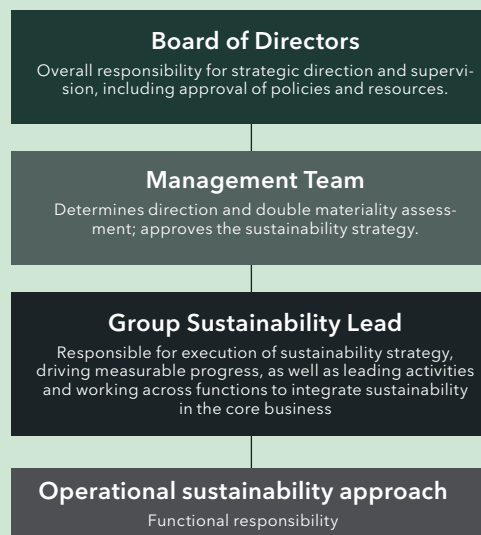 Board of Directors
Overall responsibility for strategic direction and supervi-
sion, including approval of policies and resources.
Management Team
Determines direction and double materiality assess-
ment; approves the sustainability strategy.
Group Sustainability Lead
Responsible for execution of sustainability strategy,
driving measurable progress, as well as leading activities
and working across functions to integrate sustainability
in the core business
Operational sustainability approach
Functional responsibility